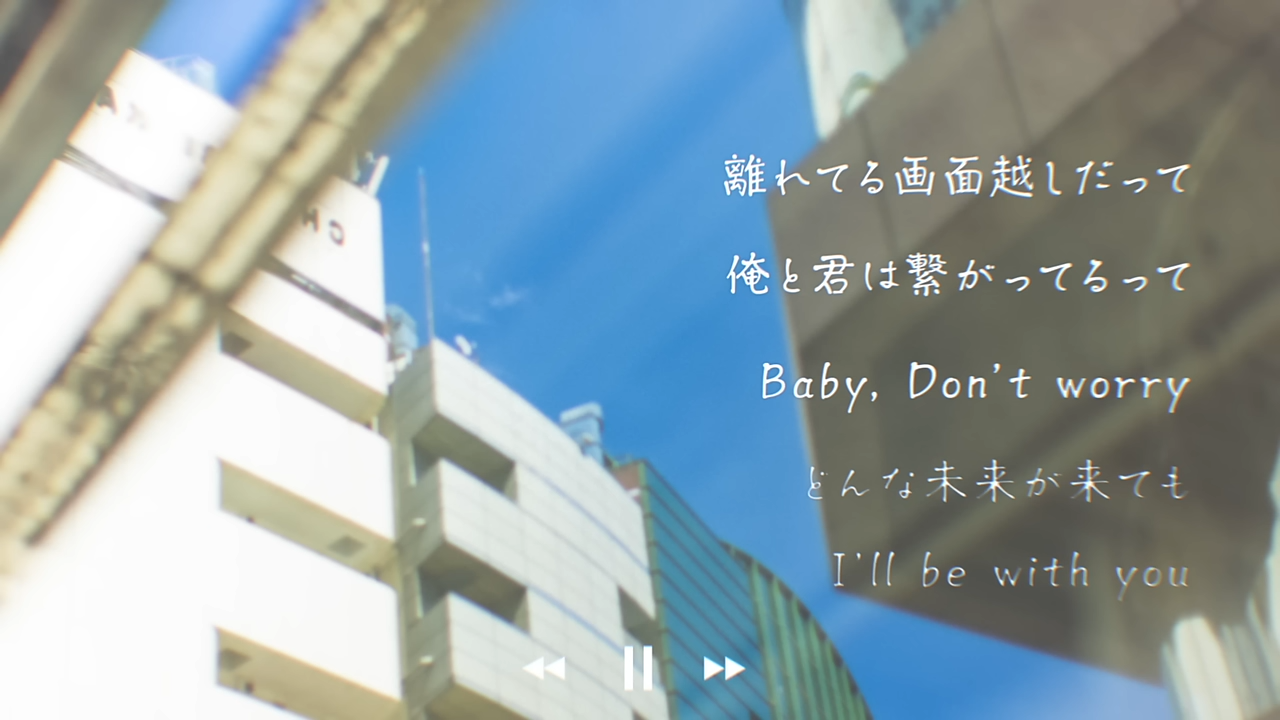 離れてる画面越しだって
俺と君は繋がってるって
Baby, Don't worry
どんな未来が来ても
I'll be with you